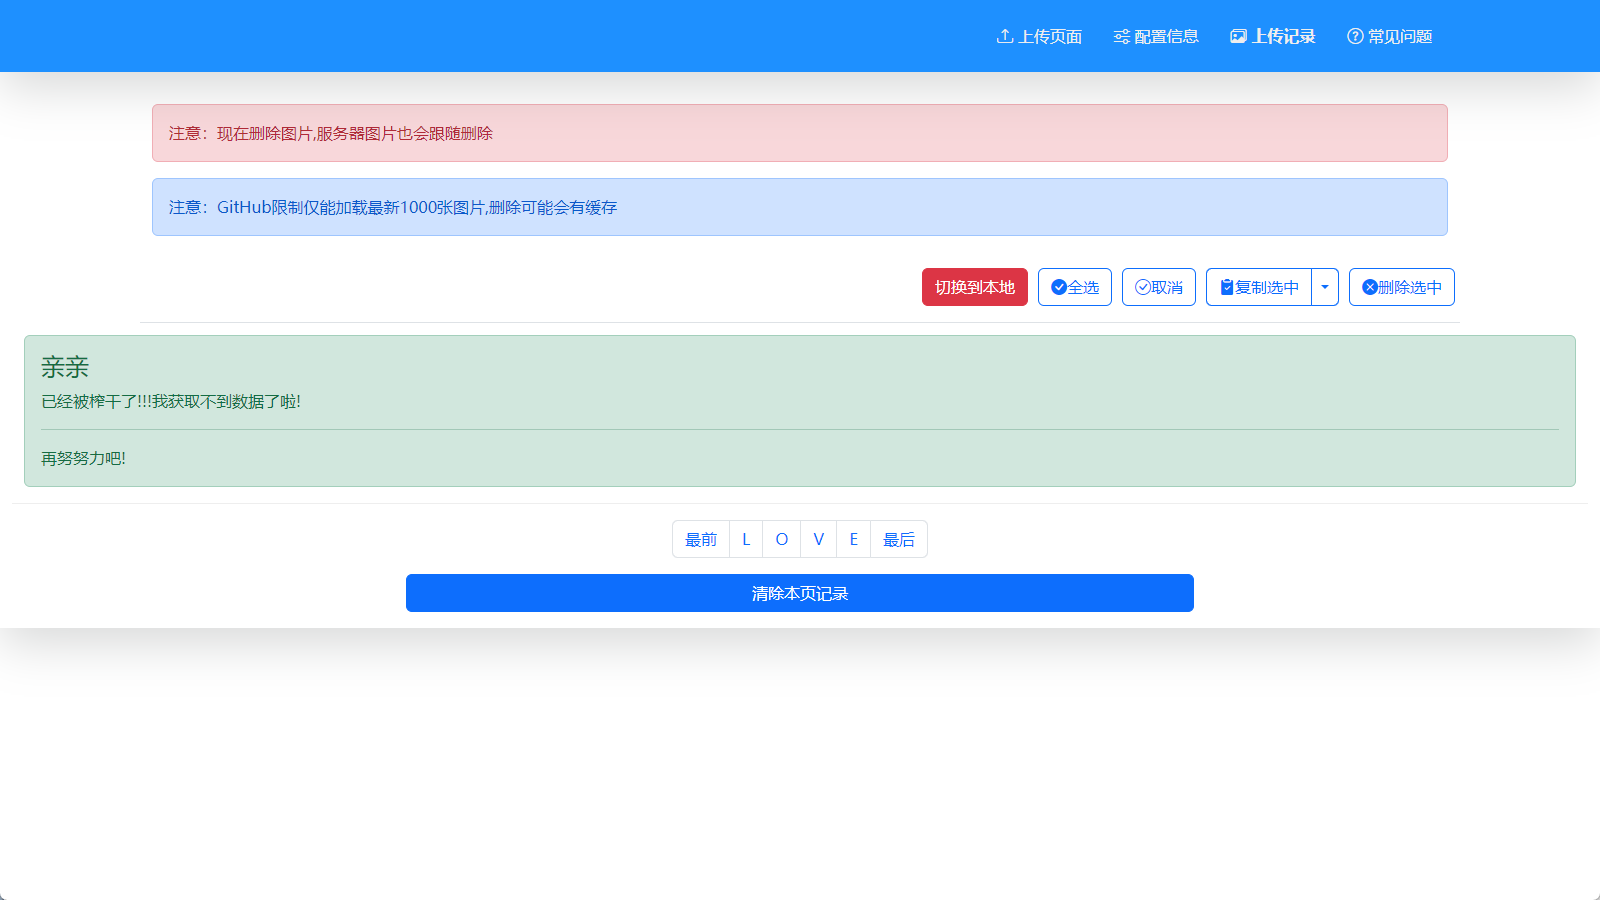 上传页面 配置信息 上传记录 常见问题
注意：现在删除图片,服务器图片也会跟随删除
注意：GitHub限制仅能加载最新1000张图片,删除可能会有缓存
切换到本地 全选 取消 复制选中 删除选中
亲亲
已经被榨干了!!!我获取不到数据了啦!
再努努力吧!
最前 L O V E 最后
清除本页记录